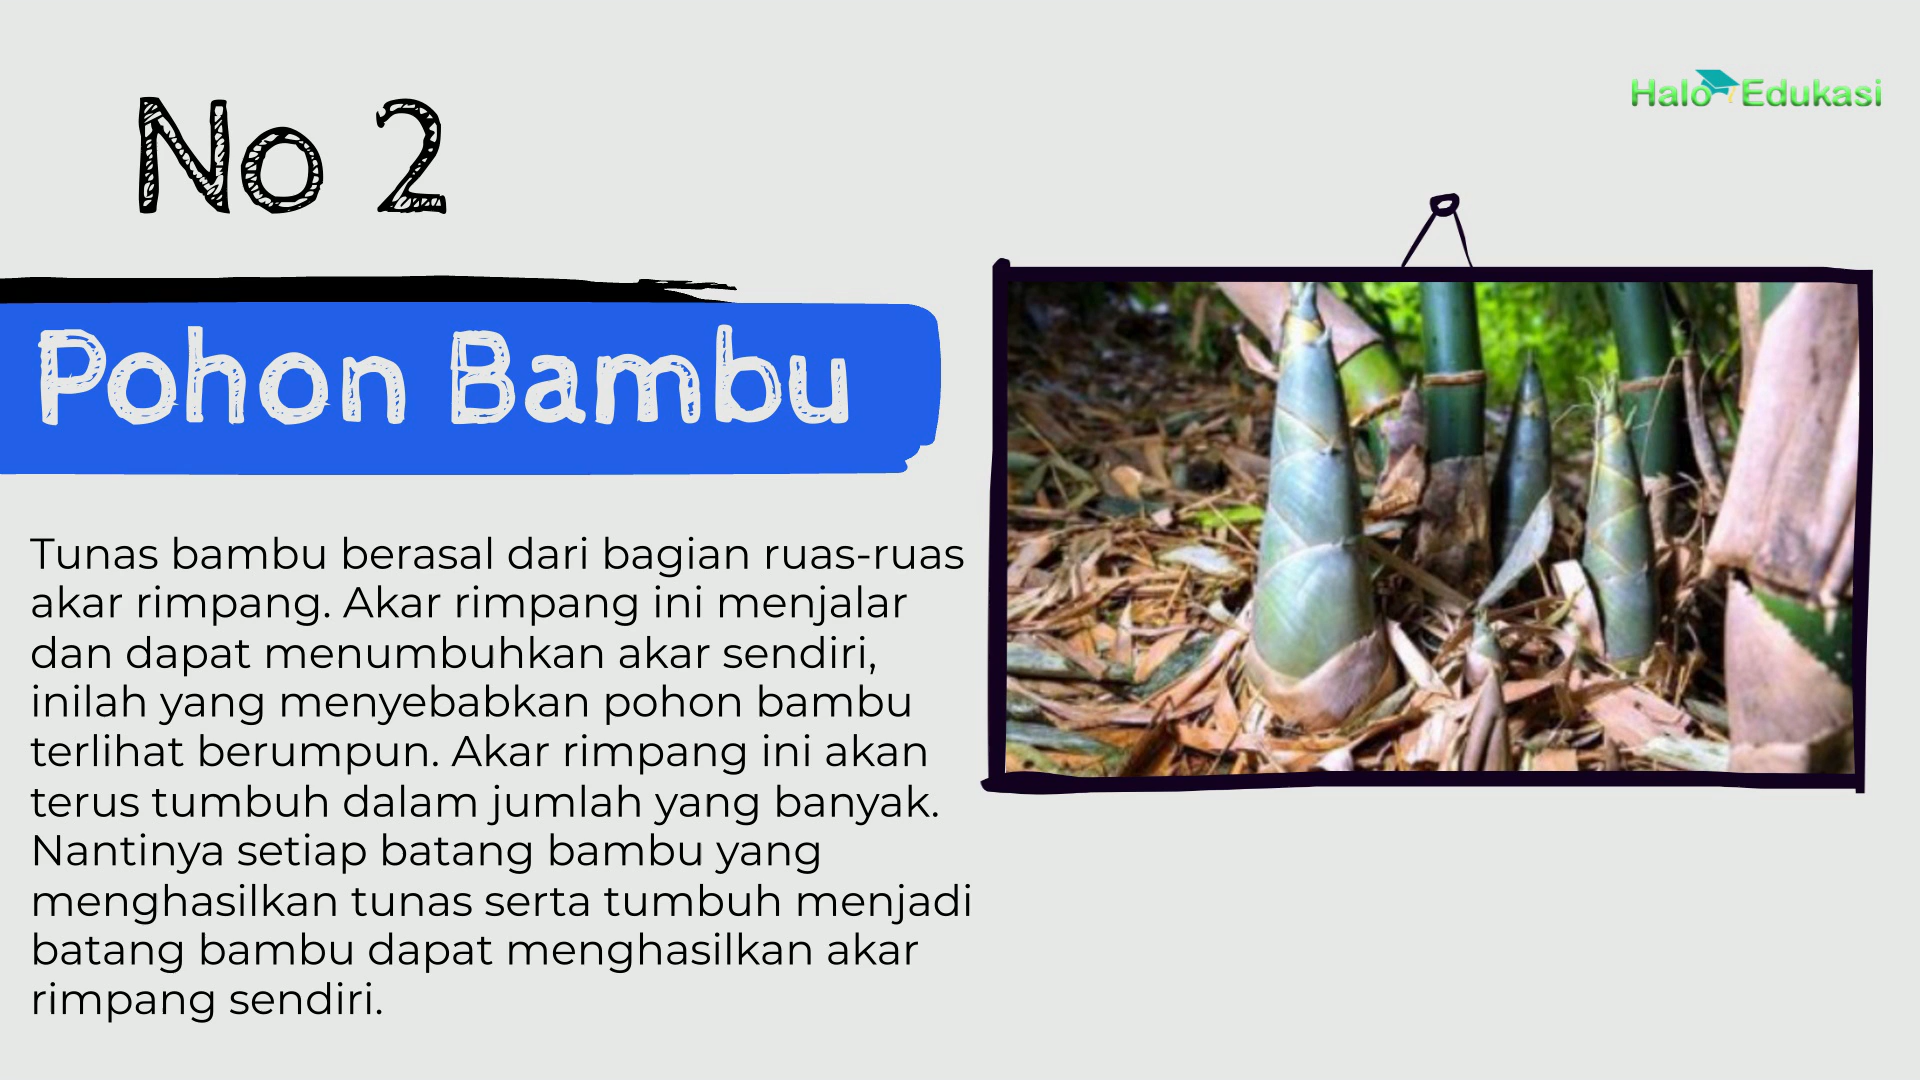 Halo Edukasi
No 2
Pohon Bambu
Tunas bambu berasal dari bagian ruas-ruas
akar rimpang. Akar rimpang ini menjalar
dan dapat menumbuhkan akar sendiri,
inilah yang menyebabkan pohon bambu
terlihat berumpun. Akar rimpang ini akan
terus tumbuh dalam jumlah yang banyak.
Nantinya setiap batang bambu yang
menghasilkan tunas serta tumbuh menjadi
batang bambu dapat menghasilkan akar
rimpang sendiri.